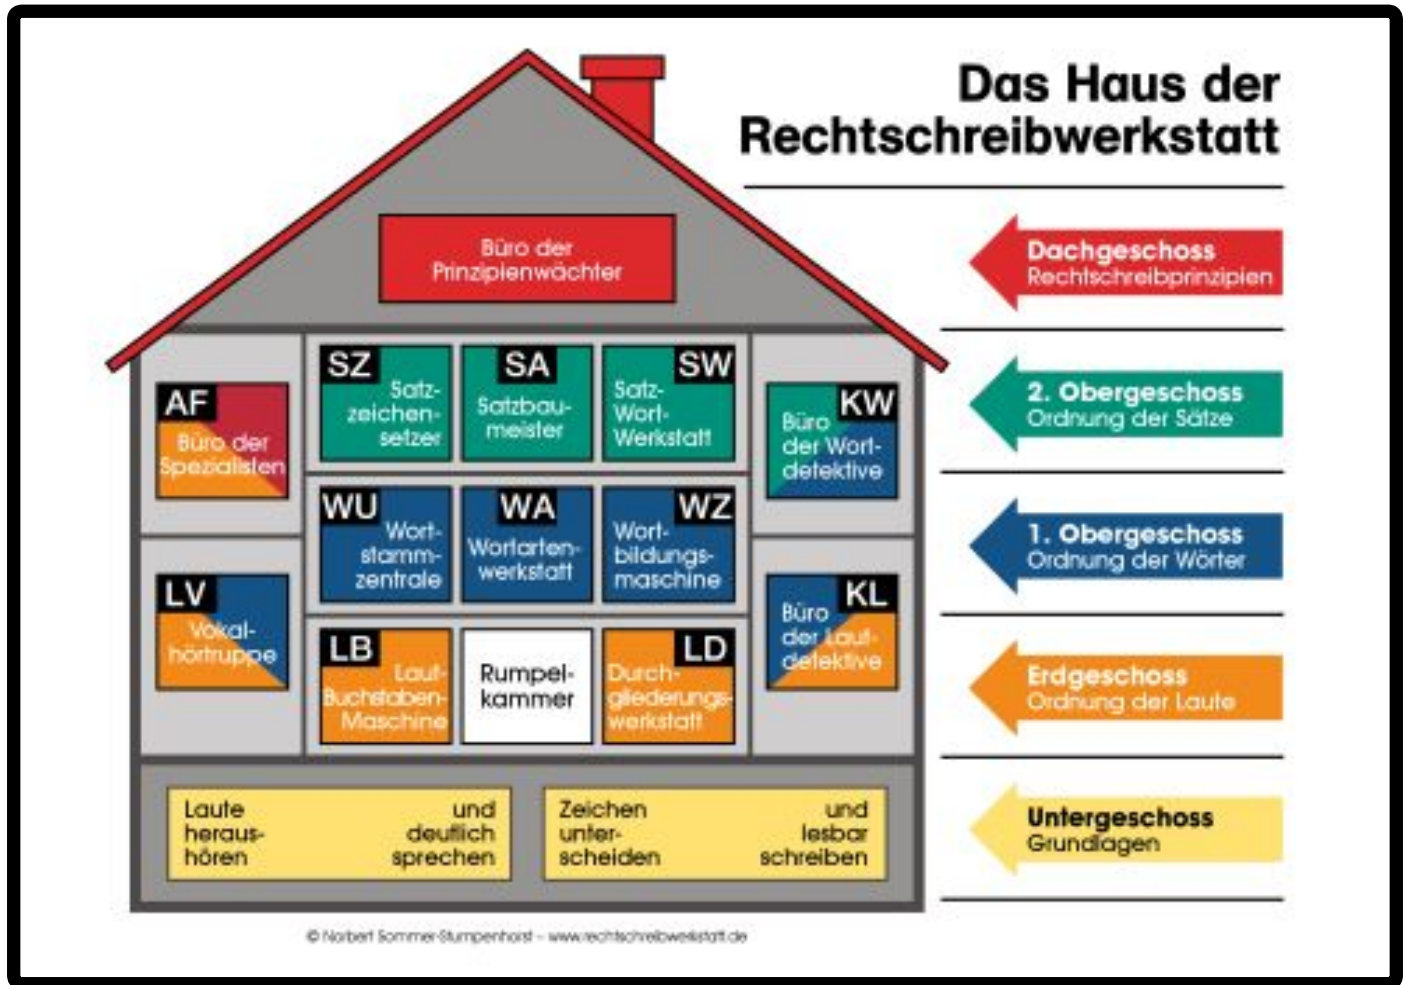 Das Haus der
Rechtschreibwerkstatt
Büro der
Prinzipienwächter
Dachgeschoss
Rechtschreibprinzipien
AF
Büro der
Spezialisten
SZ
Satz-
zeichen-
setzer
SA
Satzbau-
meister
SW
Satz-
Wort-
Werkstatt
KW
Büro
der Wort-
detektive
2. Obergeschoss
Ordnung der Sätze
WU
Wort-
stamm-
zentrale
WA
Wortarten-
werkstatt
WZ
Wort-
bildungs-
maschine
1. Obergeschoss
Ordnung der Wörter
LV
Vokal-
hörtruppe
LB
Laut-
Buchstaben-
Maschine
Rumpel-
kammer
LD
Durch-
gliederungs-
werkstatt
KL
Büro
der Laut-
detektive
Erdgeschoss
Ordnung der Laute
Laute und
heraus- deutlich
hören sprechen
Zeichen und
unter- lesbar
scheiden schreiben
Untergeschoss
Grundlagen
© Norbert Sommer-Stumpenhorst – www.rechtschreibwerkstatt.de